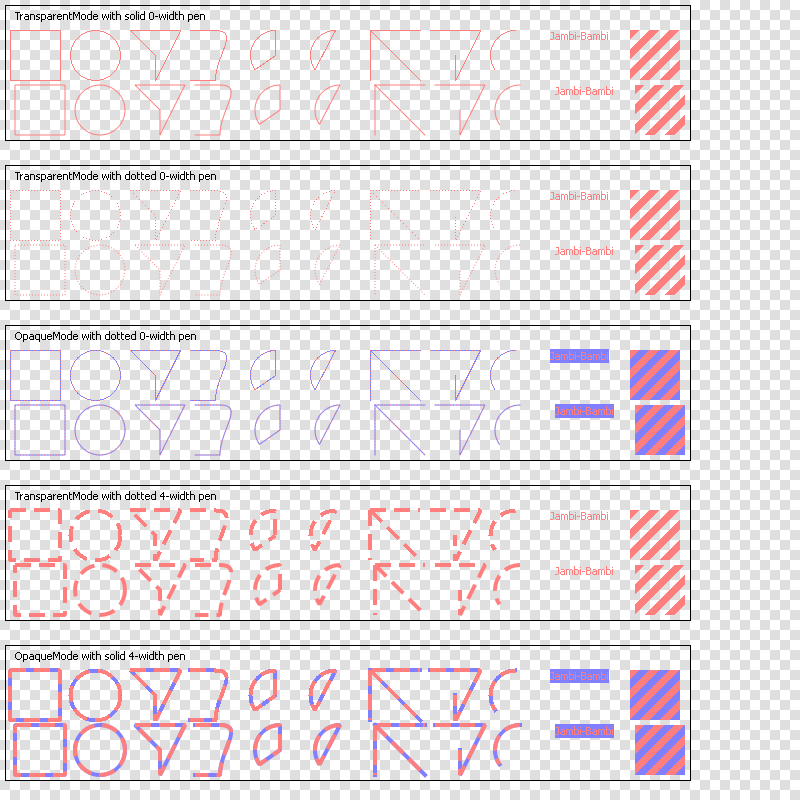 TransparentMode with solid 0-width pen
Jambi-Bambi
Jambi-Bambi
TransparentMode with dotted 0-width pen
Jambi-Bambi
Jambi-Bambi
OpaqueMode with dotted 0-width pen
Jambi-Bambi
Jambi-Bambi
TransparentMode with dotted 4-width pen
Jambi-Bambi
Jambi-Bambi
OpaqueMode with solid 4-width pen
Jambi-Bambi
Jambi-Bambi